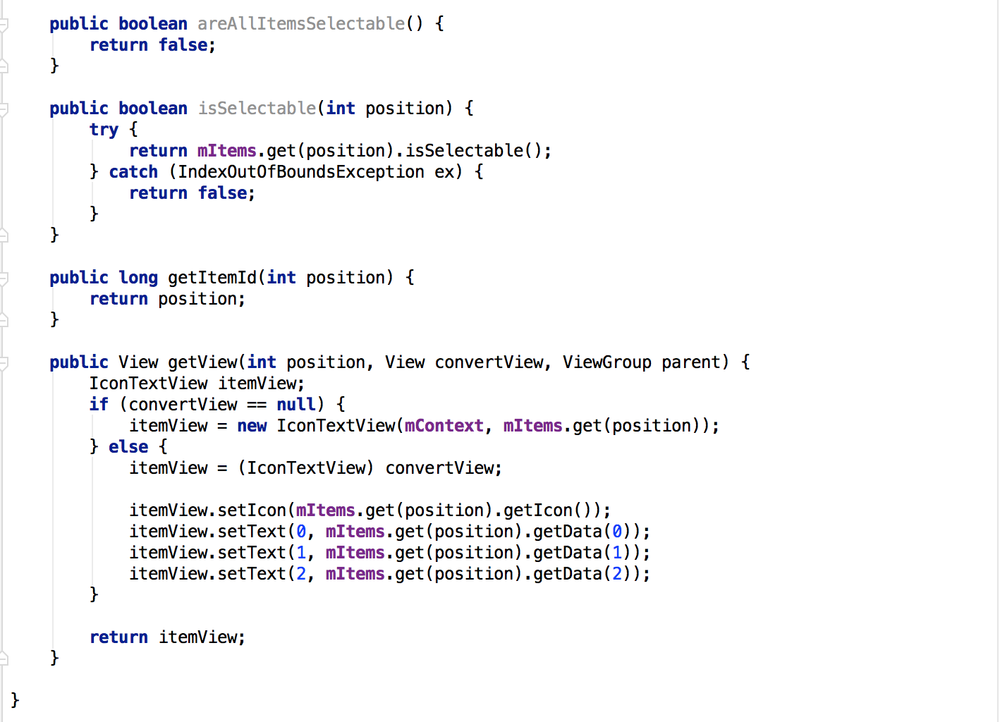 public boolean areAllItemsSelectable() {
    return false;
}

public boolean isSelectable(int position) {
    try {
        return mItems.get(position).isSelectable();
    } catch (IndexOutOfBoundsException ex) {
        return false;
    }
}

public long getItemId(int position) {
    return position;
}

public View getView(int position, View convertView, ViewGroup parent) {
    IconTextView itemView;
    if (convertView == null) {
        itemView = new IconTextView(mContext, mItems.get(position));
    } else {
        itemView = (IconTextView) convertView;

        itemView.setIcon(mItems.get(position).getIcon());
        itemView.setText(0, mItems.get(position).getData(0));
        itemView.setText(1, mItems.get(position).getData(1));
        itemView.setText(2, mItems.get(position).getData(2));
    }

    return itemView;
}

}